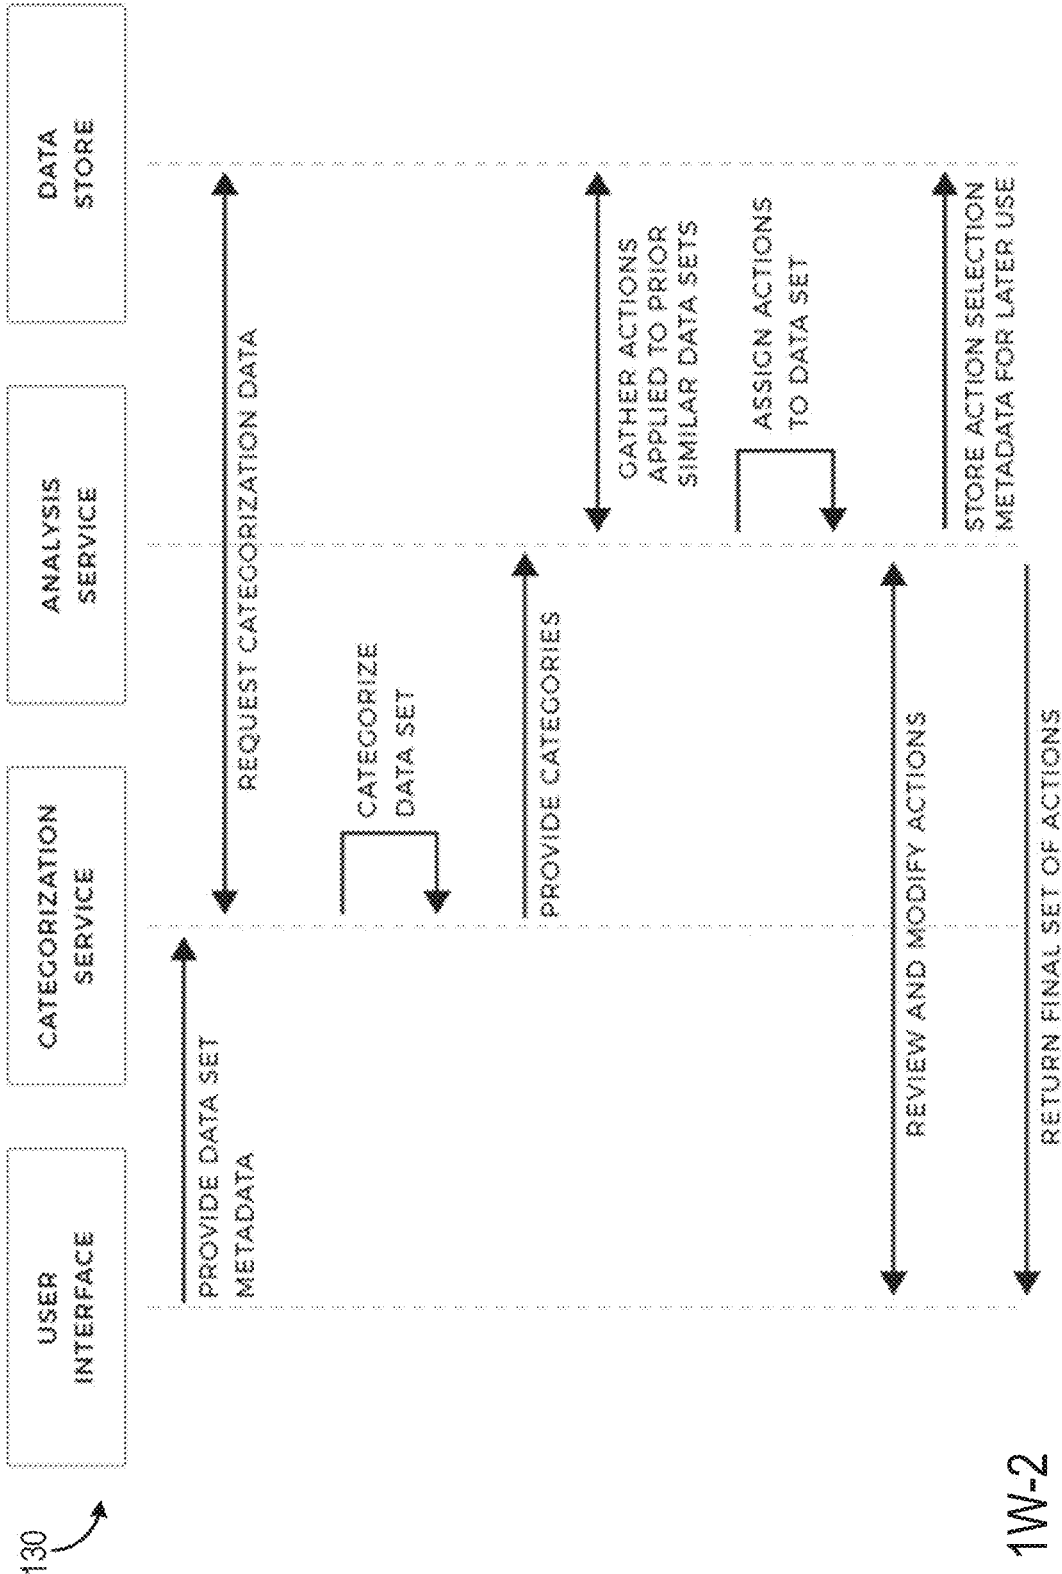 130
USER
INTERFACE
CATEGORIZATION
SERVICE
ANALYSIS
SERVICE
DATA
STORE
PROVIDE DATA SET
METADATA
REQUEST CATEGORIZATION DATA
CATEGORIZE
DATA SET
PROVIDE CATEGORIES
GATHER ACTIONS
APPLIED TO PRIOR
SIMILAR DATA SETS
ASSIGN ACTIONS
TO DATA SET
REVIEW AND MODIFY ACTIONS
STORE ACTION SELECTION
METADATA FOR LATER USE
RETURN FINAL SET OF ACTIONS
1W-2